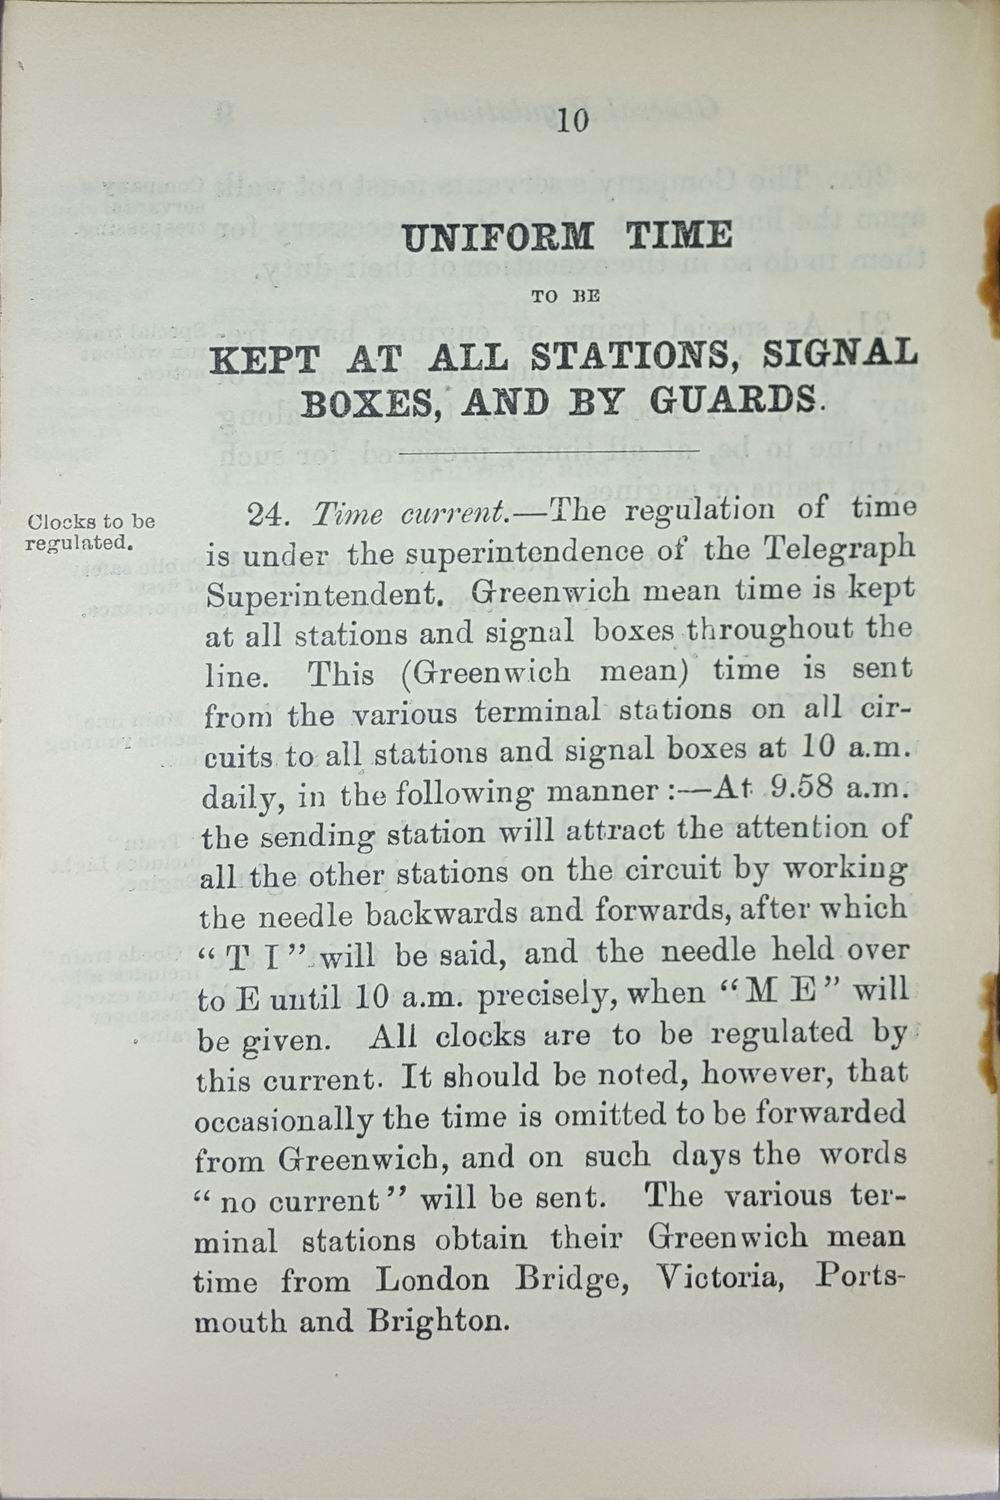 10
UNIFORM TIME
TO BE
KEPT AT ALL STATIONS, SIGNAL
BOXES, AND BY GUARDS.
Clocks to be
regulated.
24. Time current.—The regulation of time
is under the superintendence of the Telegraph
Superintendent. Greenwich mean time is kept
at all stations and signal boxes throughout the
line. This (Greenwich mean) time is sent
from the various terminal stations on all cir-
cuits to all stations and signal boxes at 10 a.m.
daily, in the following manner :—At 9.58 a.m.
the sending station will attract the attention of
all the other stations on the circuit by working
the needle backwards and forwards, after which
“ T I ” will be said, and the needle held over
to E until 10 a.m. precisely, when “ M E ” will
be given. All clocks are to be regulated by
this current. It should be noted, however, that
occasionally the time is omitted to be forwarded
from Greenwich, and on such days the words
“ no current ” will be sent. The various ter-
minal stations obtain their Greenwich mean
time from London Bridge, Victoria, Ports-
mouth and Brighton.